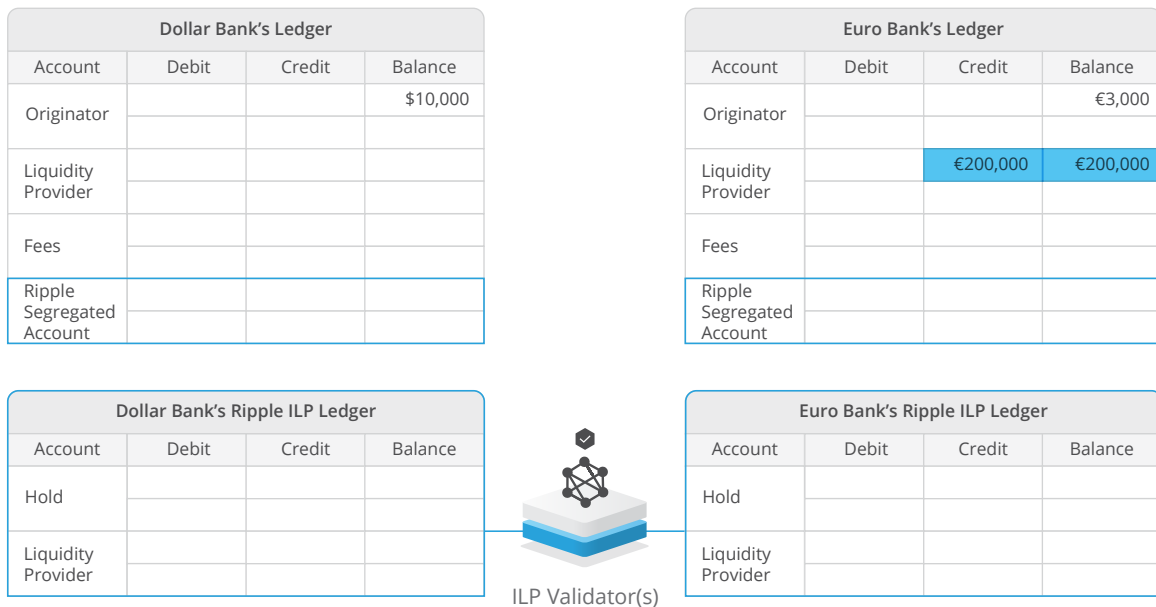 Dollar Bank's Ledger
Account Debit Credit Balance
Originator $10,000
Liquidity
Provider
Fees
Ripple
Segregated
Account
Euro Bank's Ledger
Account Debit Credit Balance
Originator €3,000
Liquidity
Provider €200,000 €200,000
Fees
Ripple
Segregated
Account
Dollar Bank's Ripple ILP Ledger
Account Debit Credit Balance
Hold
Liquidity
Provider
ILP Validator(s)
Euro Bank's Ripple ILP Ledger
Account Debit Credit Balance
Hold
Liquidity
Provider